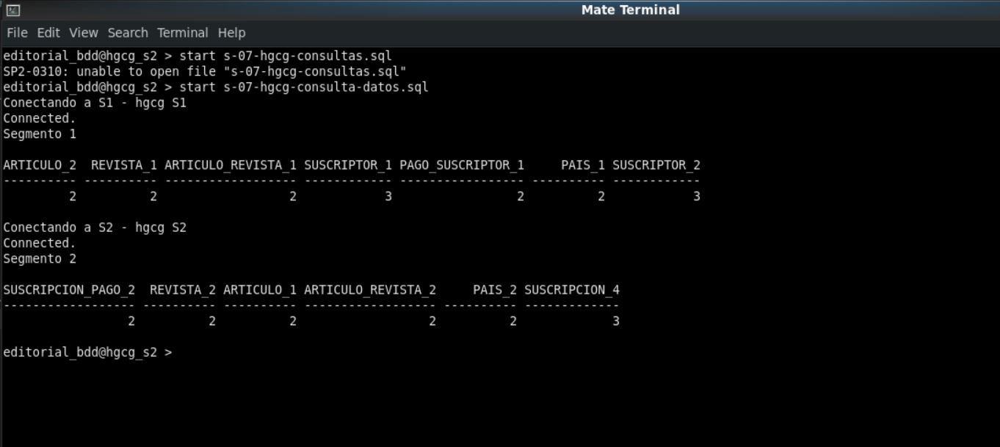 Mate Terminal
File Edit View Search Terminal Help
editorial_bdd@hgcg_s2 > start s-07-hgcg-consultas.sql
SP2-0310: unable to open file "s-07-hgcg-consultas.sql"
editorial_bdd@hgcg_s2 > start s-07-hgcg-consulta-datos.sql
Conectando a S1 - hgcg S1
Connected.
Segmento 1
ARTICULO_2  REVISTA_1 ARTICULO_REVISTA_1 SUSCRIPTOR_1 PAGO_SUSCRIPTOR_1     PAIS_1 SUSCRIPTOR_2
---------- ---------- ------------------ ------------ ----------------- ---------- ------------
         2          2                  2            3                 2          2            3
Conectando a S2 - hgcg S2
Connected.
Segmento 2
SUSCRIPCION_PAGO_2  REVISTA_2 ARTICULO_1 ARTICULO_REVISTA_2     PAIS_2 SUSCRIPCION_4
------------------ ---------- ---------- ------------------ ---------- -------------
                 2          2          2                  2          2             3
editorial_bdd@hgcg_s2 >